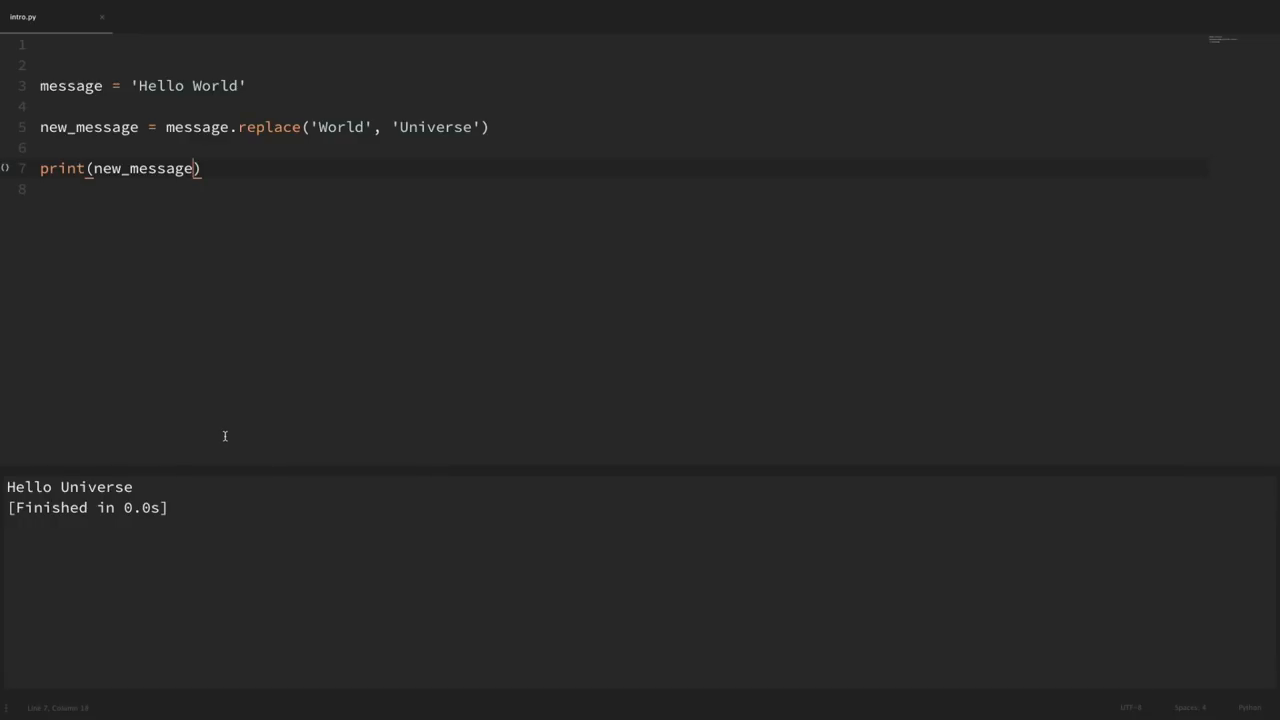 intro.py ×
1
2
3 message = 'Hello World'
4
5 new_message = message.replace('World', 'Universe')
6
() 7 print(new_message)
8
Hello Universe
[Finished in 0.0s]
Line 7, Column 18 UTF-8 Spaces: 4 Python